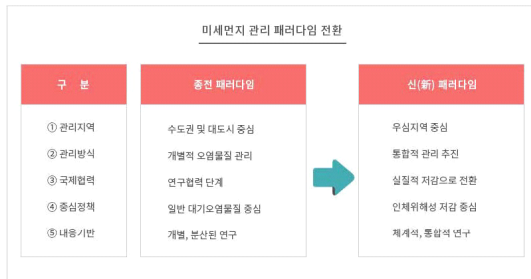 미세먼지 관리 패러다임 전환
구 분 종전 패러다임 신(新) 패러다임
① 관리지역 수도권 및 대도시 중심 우심지역 중심
② 관리방식 개별적 오염물질 관리 통합적 관리 추진
③ 국제협력 연구협력 단계 실질적 저감으로 전환
④ 중심정책 일반 대기오염물질 중심 인체위해성 저감 중심
⑤ 대응기반 개별, 분산된 연구 체계적, 통합적 연구